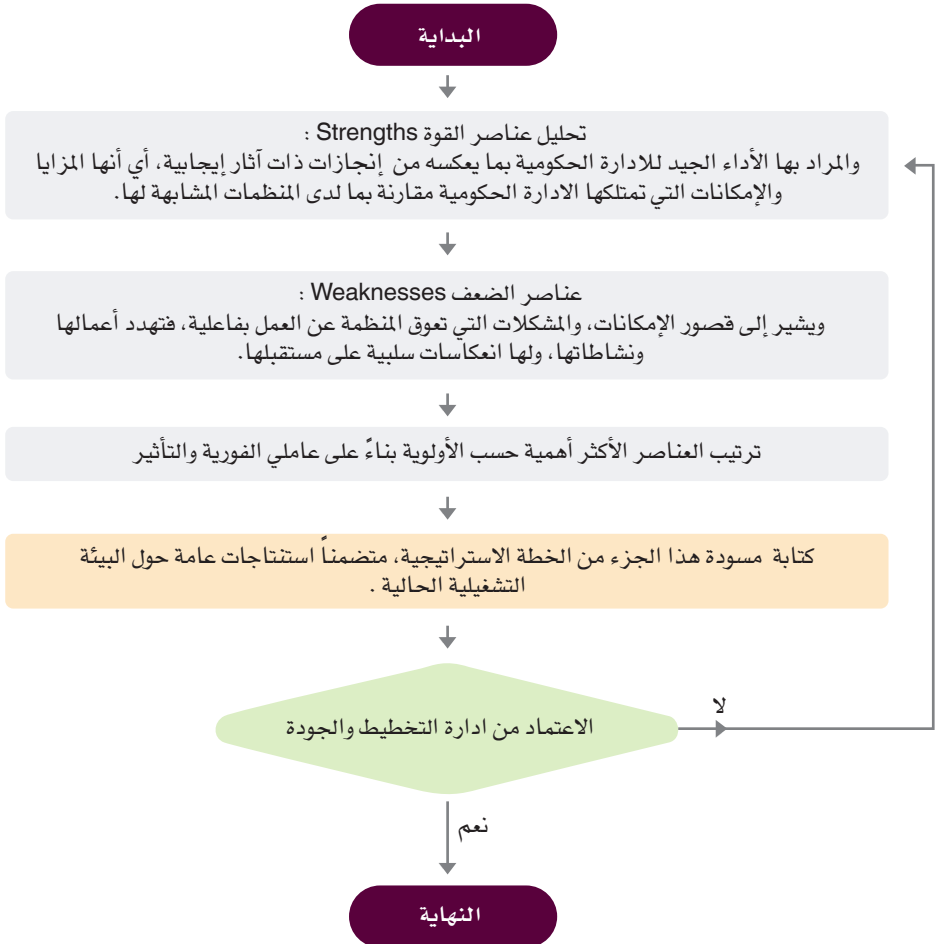 البداية
تحليل عناصر القوة Strengths :
والمراد بها الأداء الجيد للادارة الحكومية بما يعكسه من إنجازات ذات آثار إيجابية، أي أنها المزايا
والإمكانات التي تمتلكها الادارة الحكومية مقارنة بما لدى المنظمات المشابهة لها.
عناصر الضعف Weaknesses :
ويشير إلى قصور الإمكانات، والمشكلات التي تعوق المنظمة عن العمل بفاعلية، فتهدد أعمالها
ونشاطاتها، ولها انعكاسات سلبية على مستقبلها.
ترتيب العناصر الأكثر أهمية حسب الأولوية بناءً على عاملي الفورية والتأثير
كتابة مسودة هذا الجزء من الخطة الاستراتيجية، متضمناً استنتاجات عامة حول البيئة
التشغيلية الحالية .
الاعتماد من ادارة التخطيط والجودة
لا
نعم
النهاية